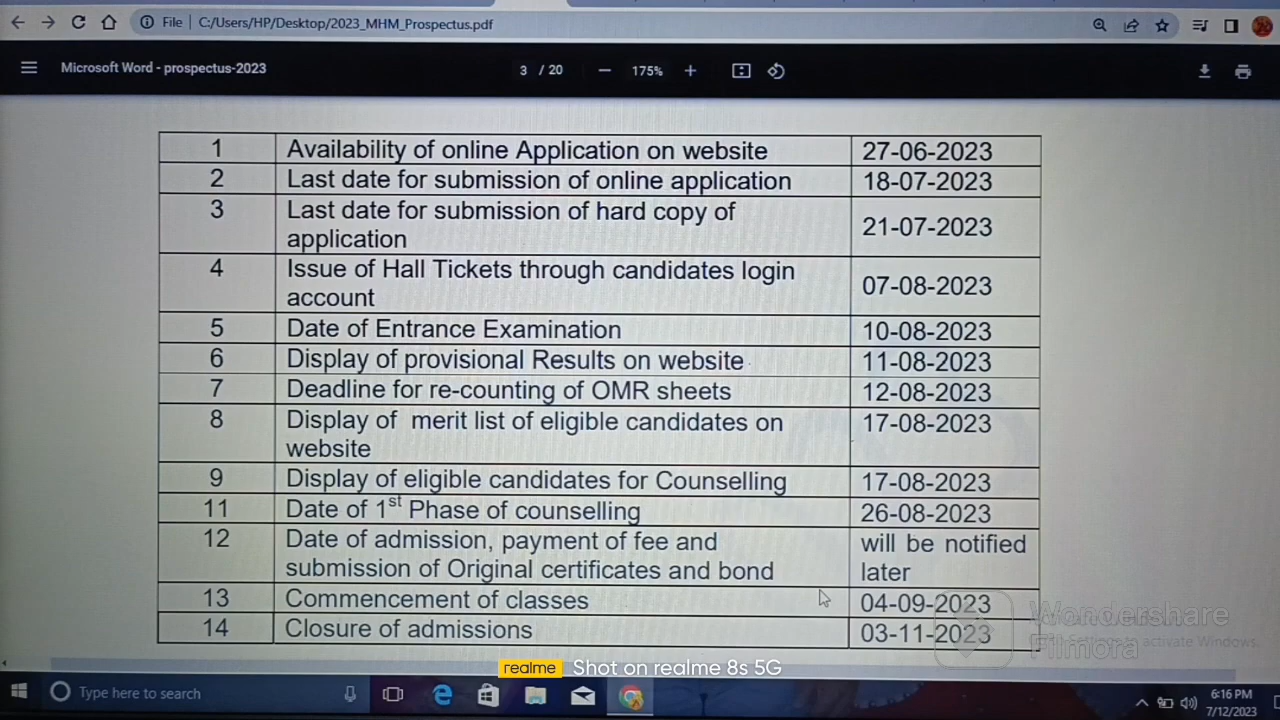 File
C:/Users/HP/Desktop/2023_MHM_Prospectus.pdf
Microsoft Word - prospectus-2023
3 / 20
175%
1 Availability of online Application on website 27-06-2023
2 Last date for submission of online application 18-07-2023
3 Last date for submission of hard copy of
application 21-07-2023
4 Issue of Hall Tickets through candidates login
account 07-08-2023
5 Date of Entrance Examination 10-08-2023
6 Display of provisional Results on website 11-08-2023
7 Deadline for re-counting of OMR sheets 12-08-2023
8 Display of merit list of eligible candidates on 17-08-2023
website
9 Display of eligible candidates for Counselling 17-08-2023
11 Date of 1st Phase of counselling 26-08-2023
12 Date of admission, payment of fee and will be notified
submission of Original certificates and bond later
13 Commencement of classes 04-09-2023
14 Closure of admissions 03-11-2023
Wondershare
Filmora
activate Windows.
realme Shot on realme 8s 5G
Type here to search
6:16 PM
7/12/2023